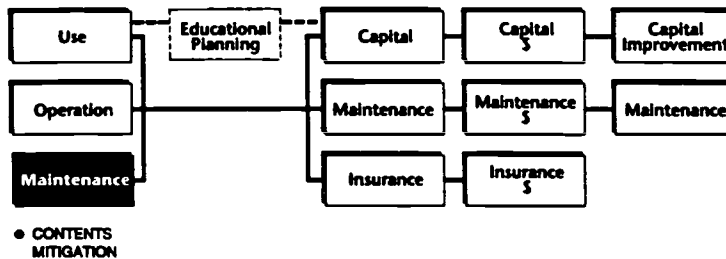 Use
Educational
Planning
Capital
Capital
$
Capital
Improvement
Operation
Maintenance
Maintenance
$
Maintenance
Maintenance
Insurance
Insurance
$
● CONTENTS
MITIGATION